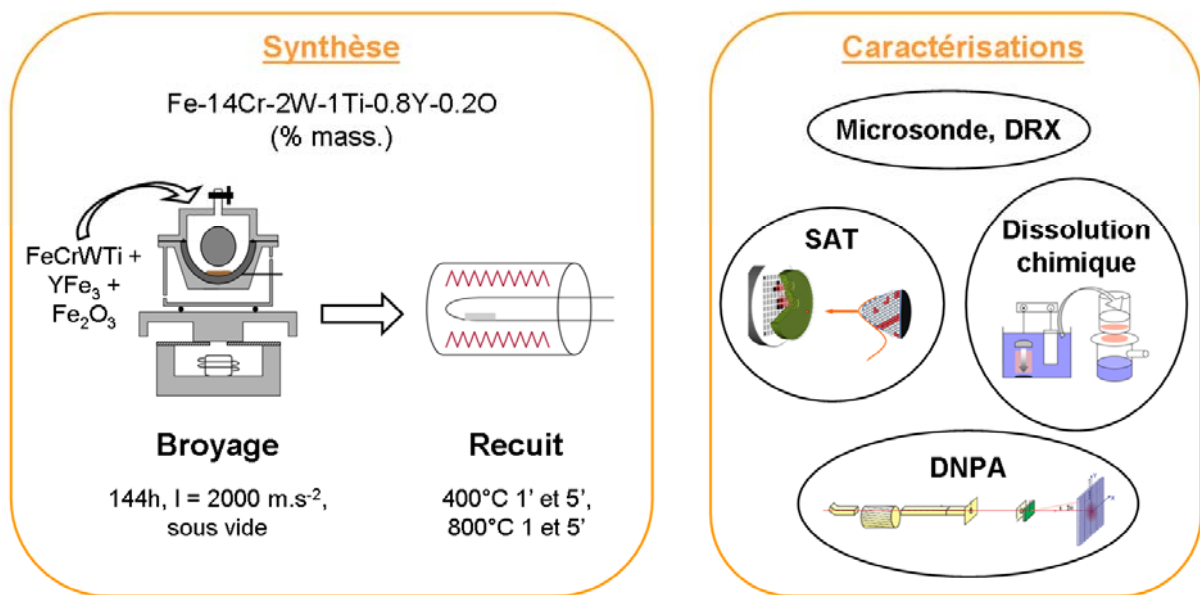 Synthèse
Fe-14Cr-2W-1Ti-0.8Y-0.2O
(% mass.)
FeCrWTi +
YFe₃ +
Fe₂O₃
Broyage
144h, I = 2000 m.s⁻²,
sous vide
Recuit
400°C 1' et 5',
800°C 1 et 5'
Caractérisations
Microsonde, DRX
SAT
Dissolution
chimique
DNPA